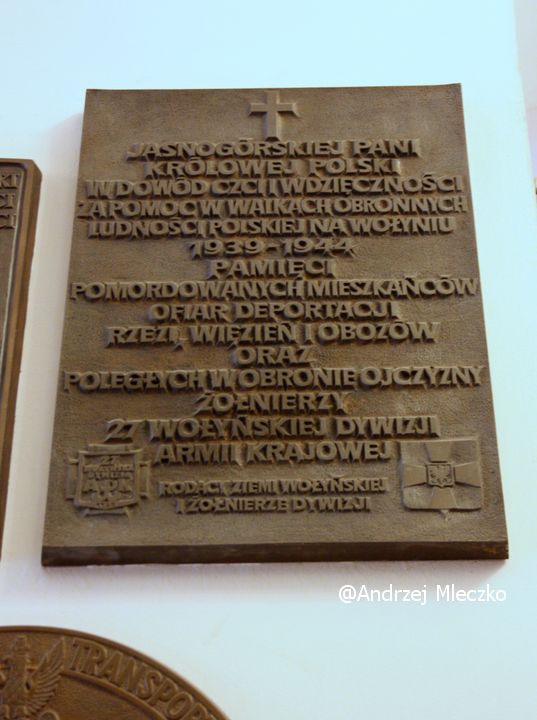 JASNOGÓRSKIEJ PANI
KRÓLOWEJ POLSKI
W DOWÓD CZCI I WDZIĘCZNOŚCI
ZA POMOC W WALKACH OBRONNYCH
LUDNOŚCI POLSKIEJ NA WOŁYNIU
1939-1944
PAMIĘCI
POMORDOWANYCH MIESZKAŃCÓW
OFIAR DEPORTACJI
RZEZI, WIĘZIEŃ I OBOZÓW
ORAZ
POLEGŁYCH W OBRONIE OJCZYZNY
ŻOŁNIERZY
27 WOŁYŃSKIEJ DYWIZJI
ARMII KRAJOWEJ
RODACY ZIEMI WOŁYŃSKIEJ
I ŻOŁNIERZE DYWIZJI
@Andrzej Mleczko
TRANSPORT